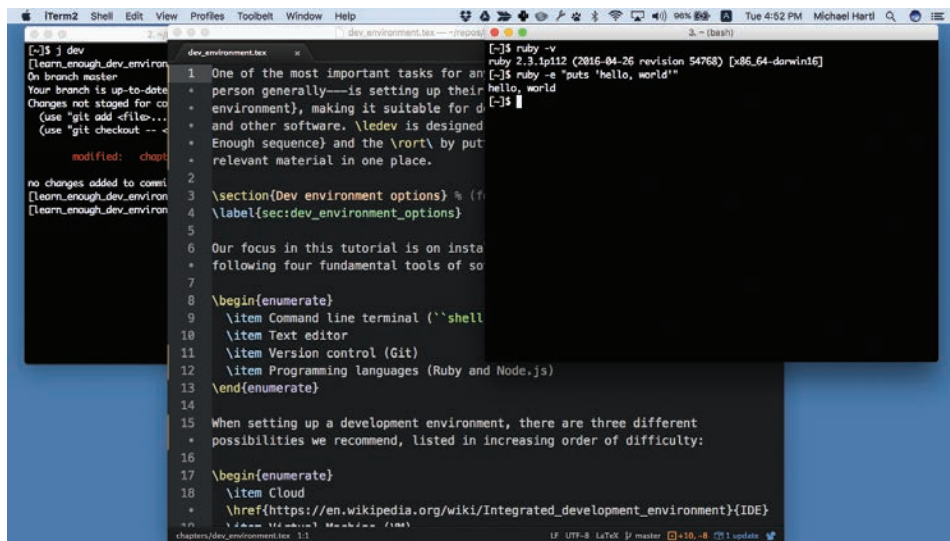 iTerm2 Shell Edit View Profiles Toolbelt Window Help 90% Tue 4:52 PM Michael Hartl
[~]$ j dev
[learn_enough_dev_environ
On branch master
Your branch is up-to-date
Changes not staged for co
(use "git add <file>...
(use "git checkout -- <
modified: chapt
no changes added to commi
[learn_enough_dev_environ
[learn_enough_dev_environ
dev_environment.tex — ~/repos/
dev_environment.tex x
1 One of the most important tasks for an
person generally---is setting up their
environment}, making it suitable for d
and other software. \ledev is designed
Enough sequence} and the \rort\ by put
relevant material in one place.
2
3 \section{Dev environment options} % (f
4 \label{sec:dev_environment_options}
5
6 Our focus in this tutorial is on insta
following four fundamental tools of so
7
8 \begin{enumerate}
9 \item Command line terminal (``shell
10 \item Text editor
11 \item Version control (Git)
12 \item Programming languages (Ruby and Node.js)
13 \end{enumerate}
14
15 When setting up a development environment, there are three different
possibilities we recommend, listed in increasing order of difficulty:
16
17 \begin{enumerate}
18 \item Cloud
\href{https://en.wikipedia.org/wiki/Integrated_development_environment}{IDE}
19 \item Virtual Machine (VM)
chapters/dev_environment.tex 1:1 LF UTF-8 LaTeX master +10, -8 1 update
3. ~ (bash)
[~]$ ruby -v
ruby 2.3.1p112 (2016-04-26 revision 54768) [x86_64-darwin16]
[~]$ ruby -e "puts 'hello, world'"
hello, world
[~]$